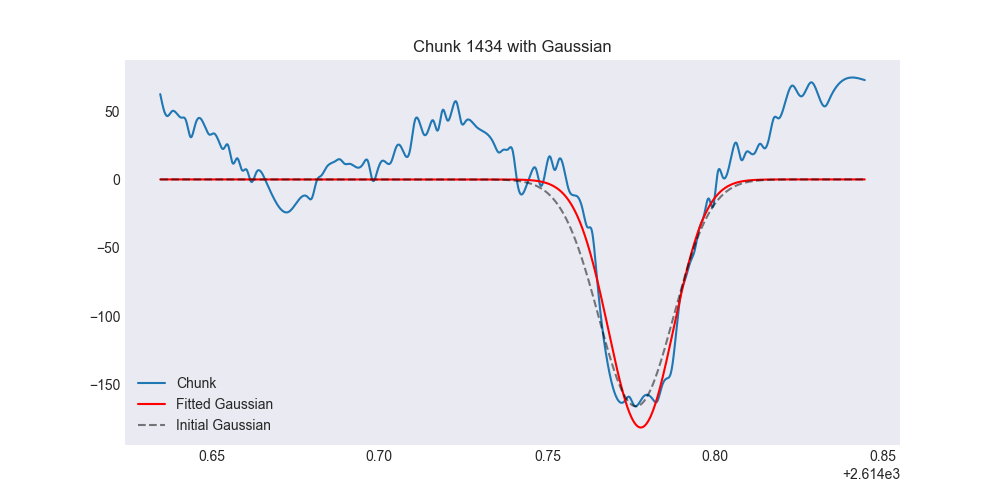 Chunk 1434 with Gaussian
50
0
−50
−100
−150
Chunk
Fitted Gaussian
Initial Gaussian
0.65 0.70 0.75 0.80 0.85
+2.614e3